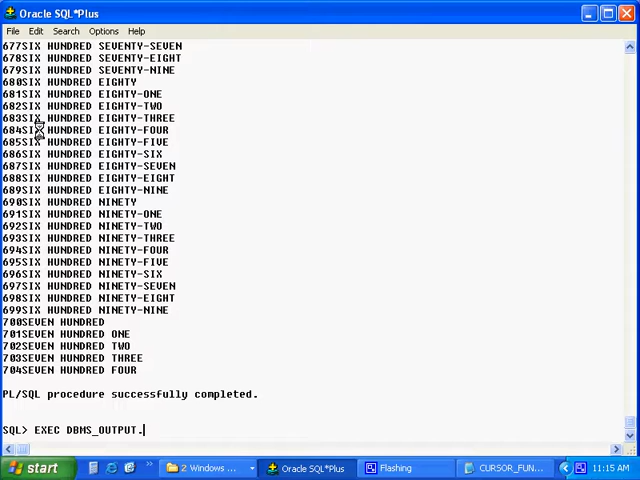 Oracle SQL*Plus
File Edit Search Options Help
677SIX HUNDRED SEVENTY-SEVEN
678SIX HUNDRED SEVENTY-EIGHT
679SIX HUNDRED SEVENTY-NINE
680SIX HUNDRED EIGHTY
681SIX HUNDRED EIGHTY-ONE
682SIX HUNDRED EIGHTY-TWO
683SIX HUNDRED EIGHTY-THREE
684SIX HUNDRED EIGHTY-FOUR
685SIX HUNDRED EIGHTY-FIVE
686SIX HUNDRED EIGHTY-SIX
687SIX HUNDRED EIGHTY-SEVEN
688SIX HUNDRED EIGHTY-EIGHT
689SIX HUNDRED EIGHTY-NINE
690SIX HUNDRED NINETY
691SIX HUNDRED NINETY-ONE
692SIX HUNDRED NINETY-TWO
693SIX HUNDRED NINETY-THREE
694SIX HUNDRED NINETY-FOUR
695SIX HUNDRED NINETY-FIVE
696SIX HUNDRED NINETY-SIX
697SIX HUNDRED NINETY-SEVEN
698SIX HUNDRED NINETY-EIGHT
699SIX HUNDRED NINETY-NINE
700SEVEN HUNDRED
701SEVEN HUNDRED ONE
702SEVEN HUNDRED TWO
703SEVEN HUNDRED THREE
704SEVEN HUNDRED FOUR
PL/SQL procedure successfully completed.
SQL> EXEC DBMS_OUTPUT.
start 2 Windows ... Oracle SQL*Plus Flashing CURSOR_FUN... 11:15 AM